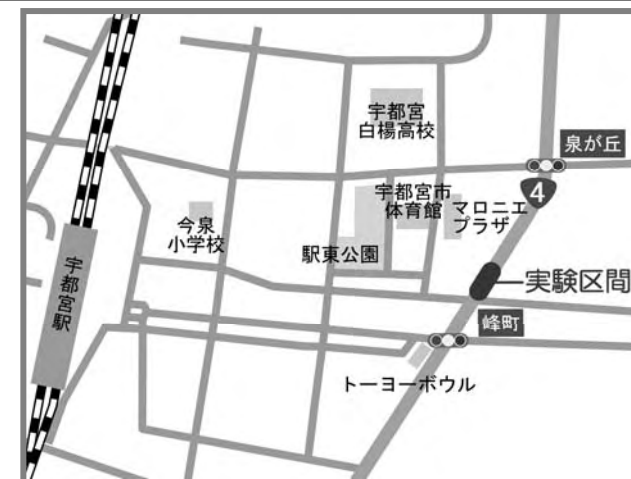 宇都宮
白楊高校
泉が丘
4
宇都宮市
体育館
マロニエ
プラザ
今泉
小学校
駅東公園
宇都宮駅
実験区間
峰町
トーヨーボウル